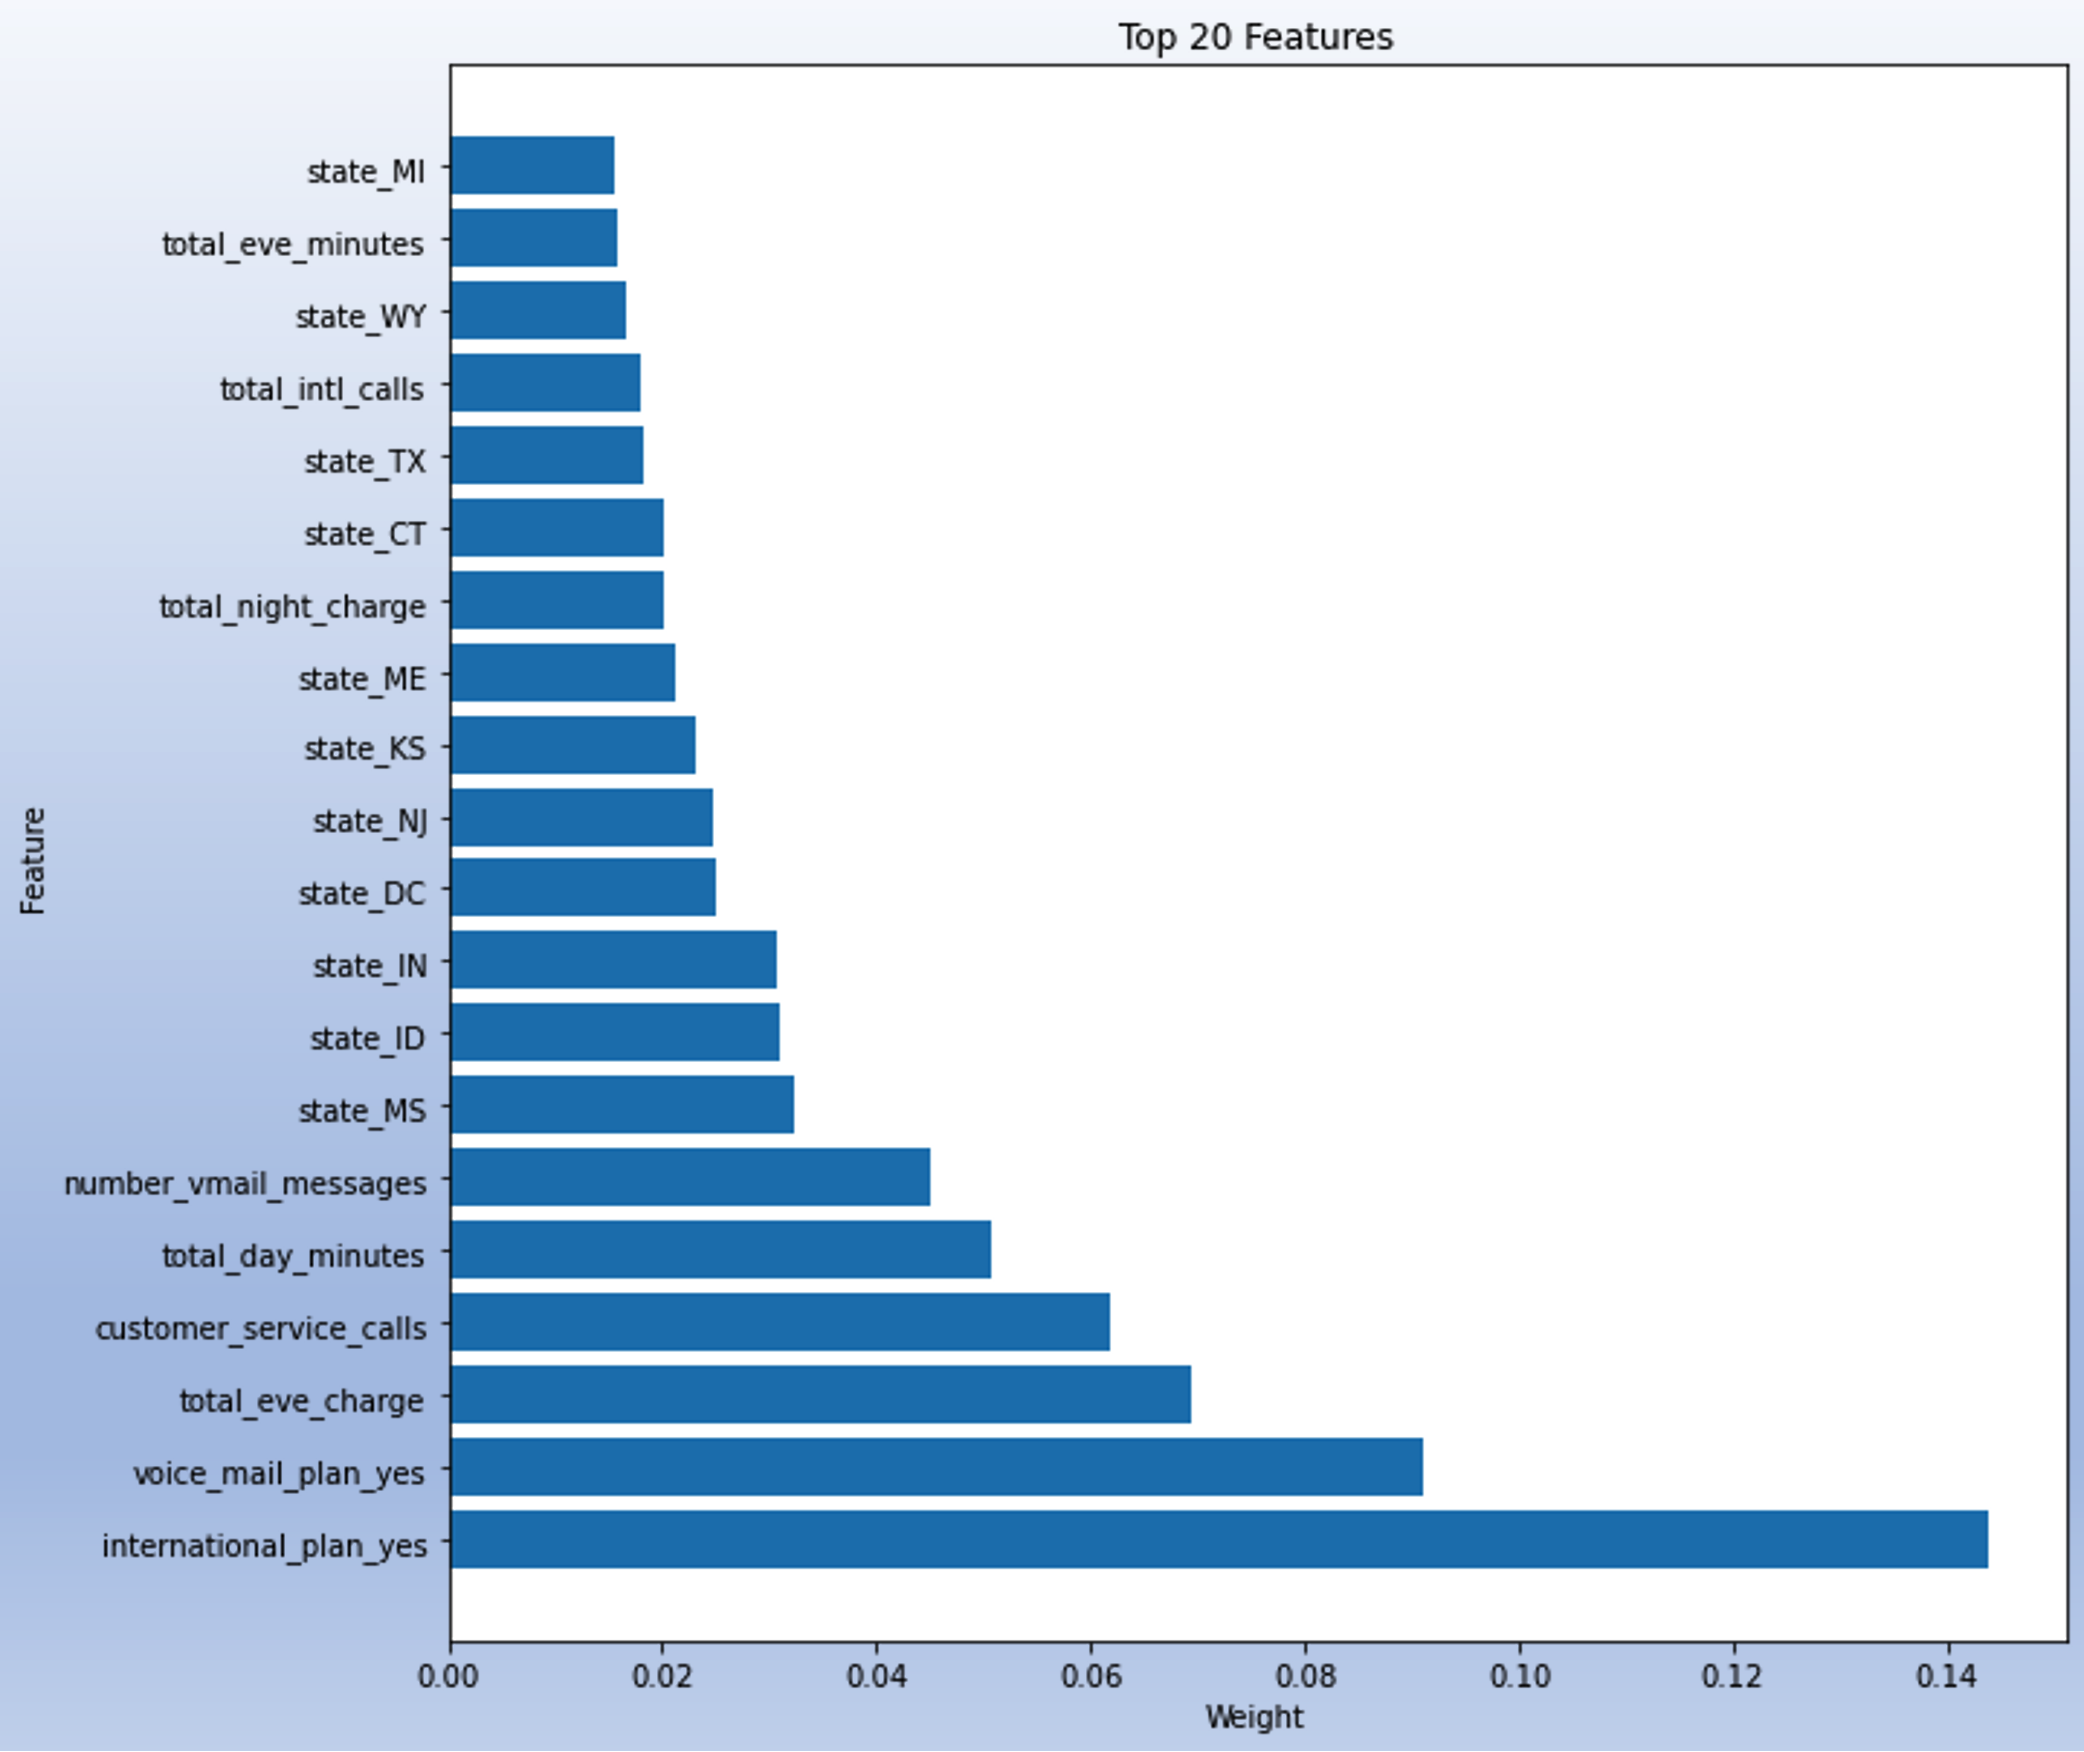 Top 20 Features
state_MI
total_eve_minutes
state_WY
total_intl_calls
state_TX
state_CT
total_night_charge
state_ME
state_KS
state_NJ
state_DC
state_IN
state_ID
state_MS
number_vmail_messages
total_day_minutes
customer_service_calls
total_eve_charge
voice_mail_plan_yes
international_plan_yes
Feature
0.00 0.02 0.04 0.06 0.08 0.10 0.12 0.14
Weight